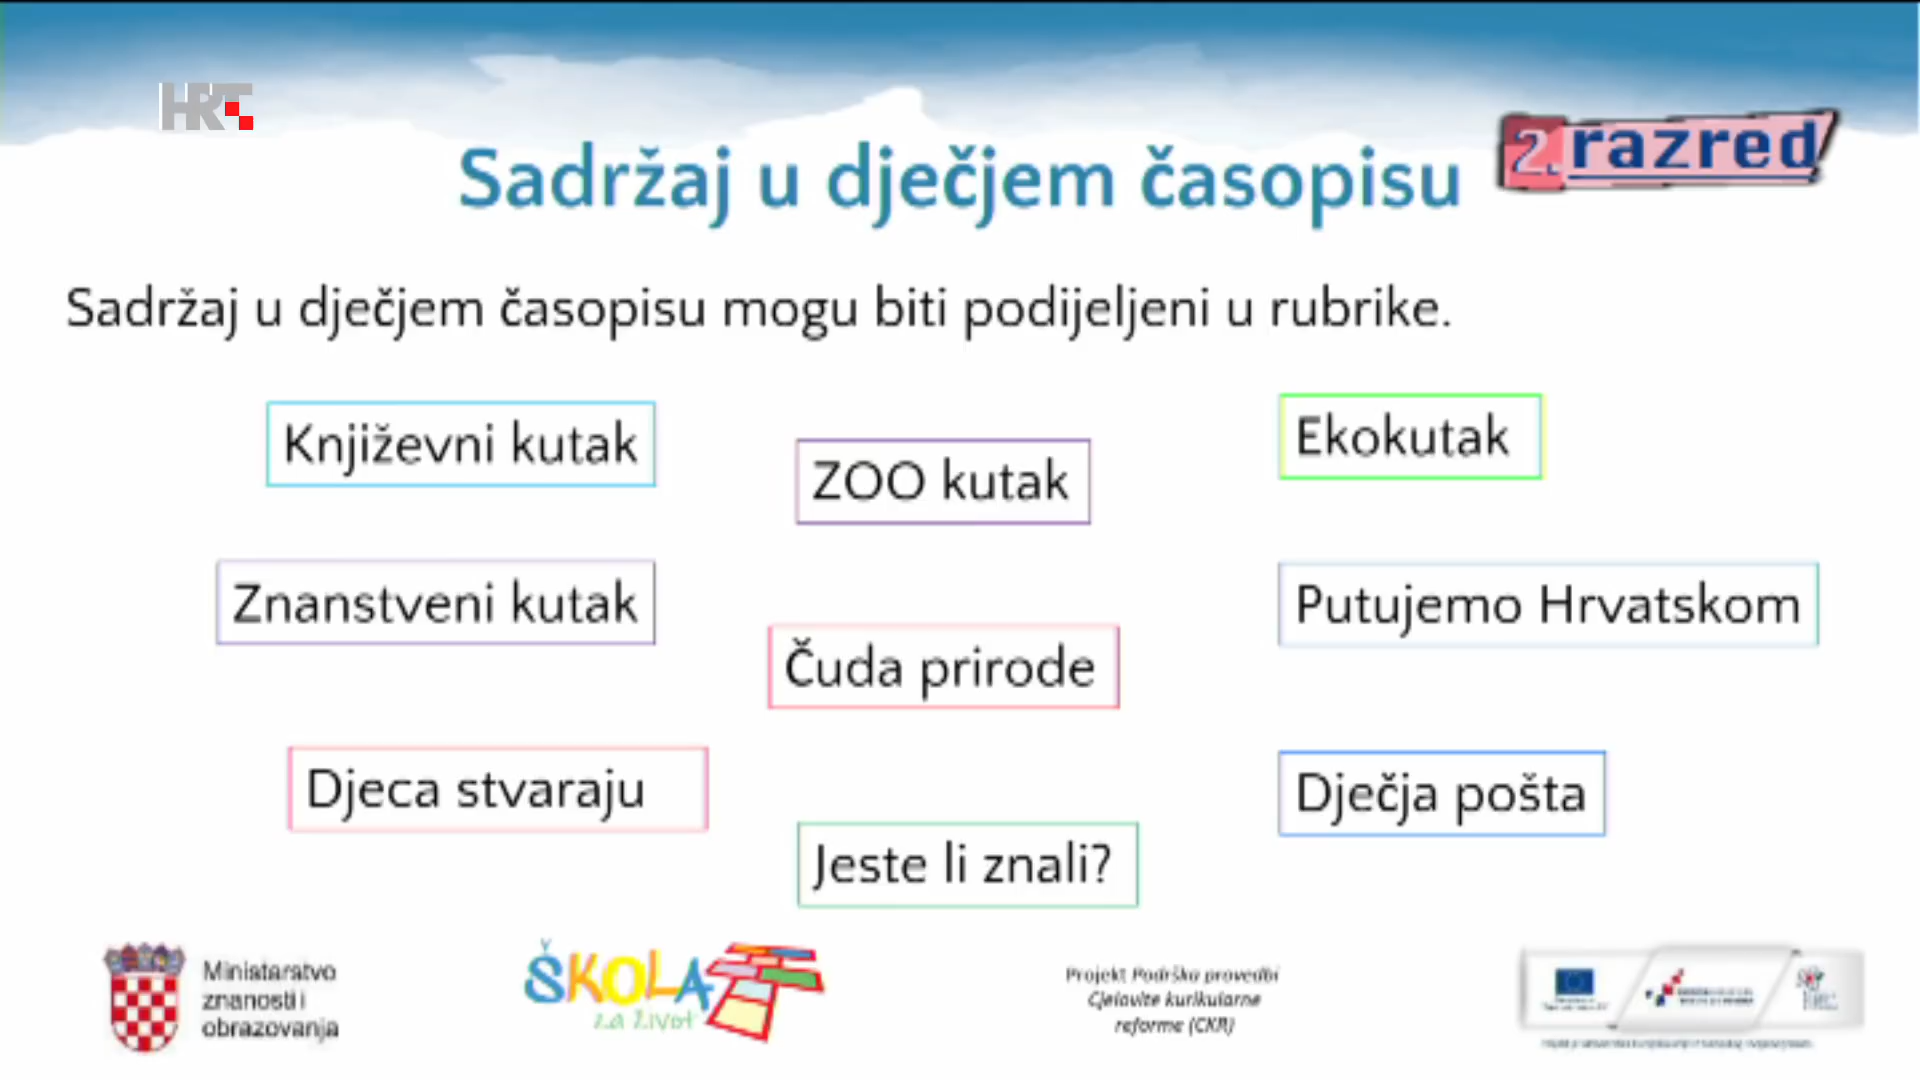 HRT
2. razred
Sadržaj u dječjem časopisu
Sadržaj u dječjem časopisu mogu biti podijeljeni u rubrike.
Književni kutak
ZOO kutak
Ekokutak
Znanstveni kutak
Čuda prirode
Putujemo Hrvatskom
Djeca stvaraju
Jeste li znali?
Dječja pošta
Ministarstvo
znanosti i
obrazovanja
ŠKOLA
za život
Projekt Podrška provedbi
Cjelovite kurikularne
reforme (CKR)